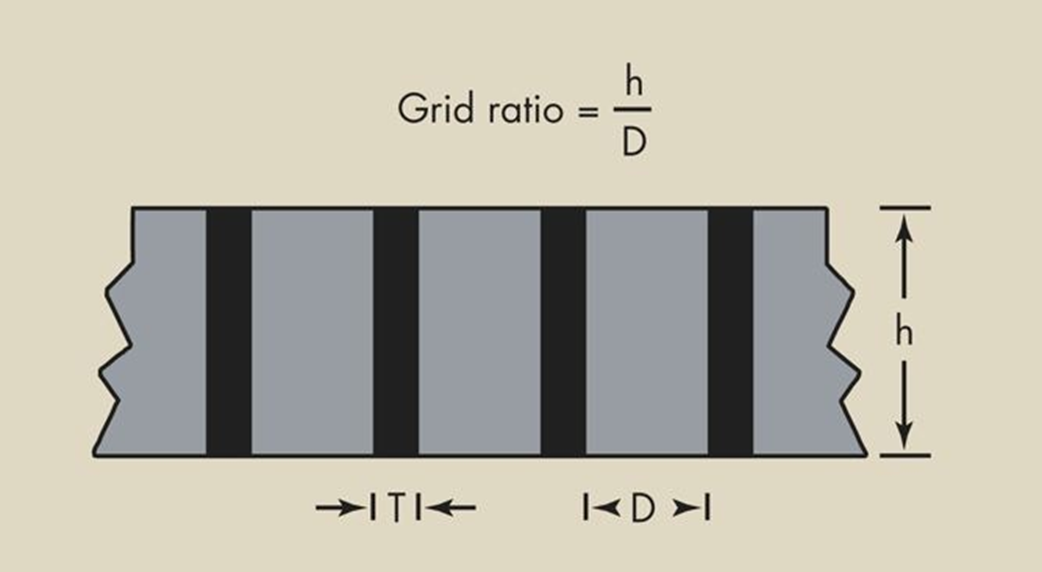 Grid ratio = h/D
h
T D